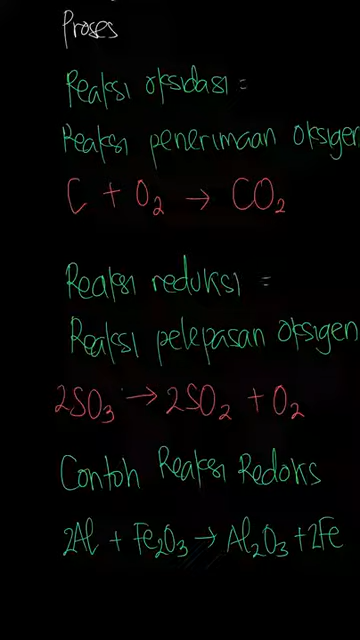 Proses
Reaksi oksidasi =
Reaksi penerimaan oksigen
C + O₂ → CO₂
Reaksi reduksi =
Reaksi pelepasan oksigen
2SO₃ → 2SO₂ + O₂
Contoh Reaksi Redoks
2Al + Fe₂O₃ → Al₂O₃ + 2Fe